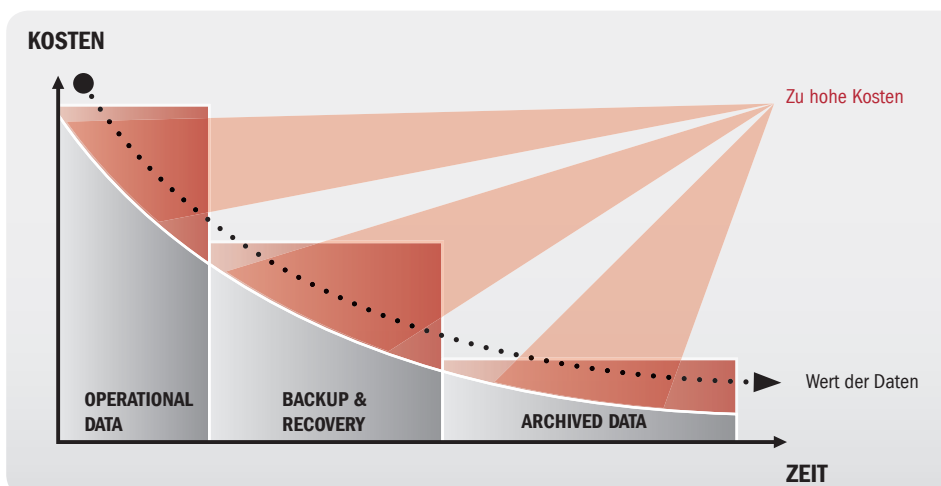 KOSTEN
Zu hohe Kosten
Wert der Daten
OPERATIONAL
DATA
BACKUP &
RECOVERY
ARCHIVED DATA
ZEIT